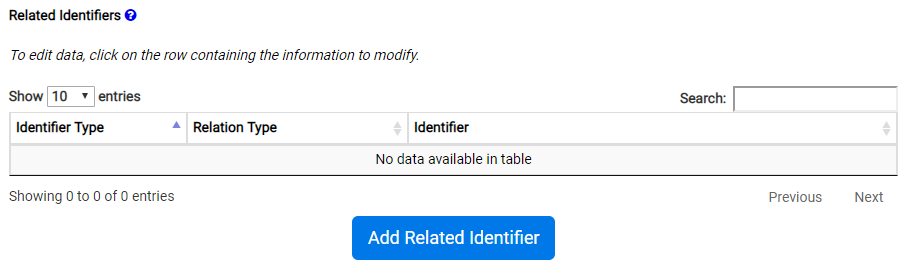 Related Identifiers ?
To edit data, click on the row containing the information to modify.
Show 10 entries Search:
Identifier Type Relation Type Identifier
No data available in table
Showing 0 to 0 of 0 entries Previous Next
Add Related Identifier